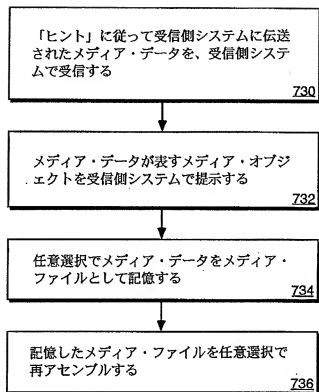 「ヒント」に従って受信側システムに伝送
されたメディア・データを、受信側システ
ムで受信する
730
メディア・データが表すメディア・オブジ
ェクトを受信側システムで提示する
732
任意選択でメディア・データをメディア・
ファイルとして記憶する
734
記憶したメディア・ファイルを任意選択で
再アセンブルする
736